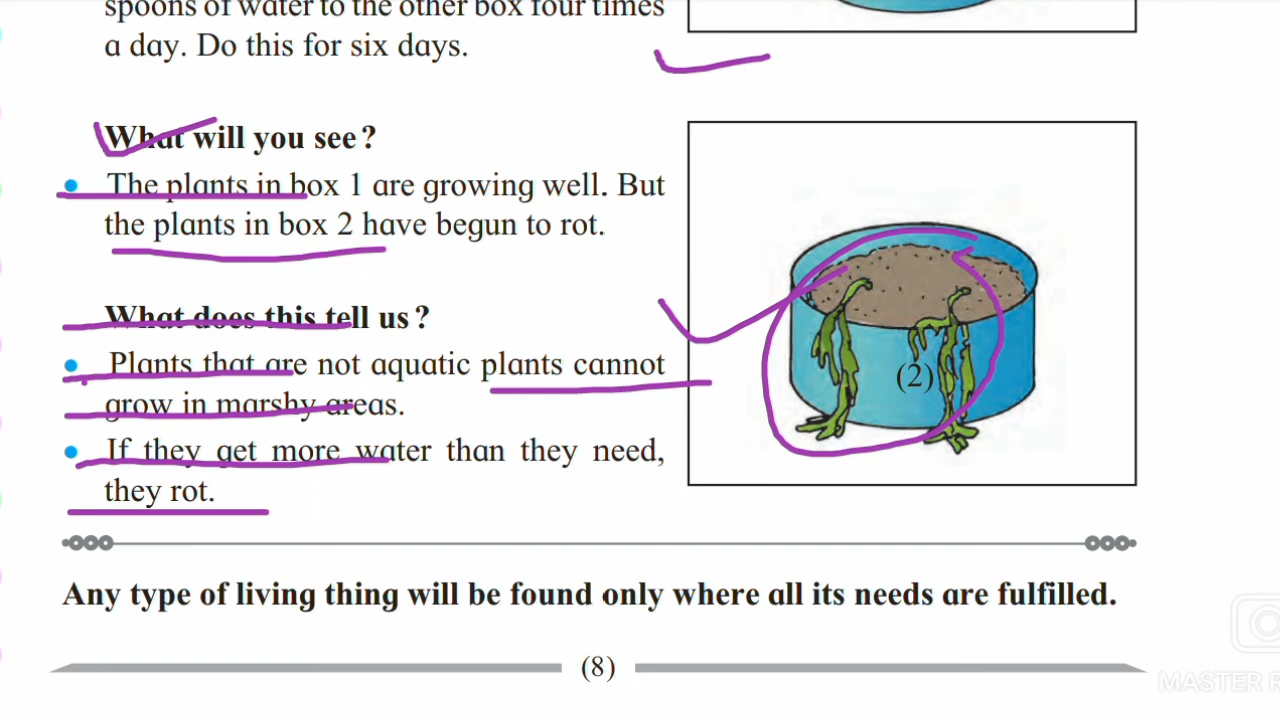 spoons of water to the other box four times
a day. Do this for six days.
What will you see?
• The plants in box 1 are growing well. But
the plants in box 2 have begun to rot.
What does this tell us?
• Plants that are not aquatic plants cannot
grow in marshy areas.
• If they get more water than they need,
they rot.
(2)
Any type of living thing will be found only where all its needs are fulfilled.
(8)
MASTER